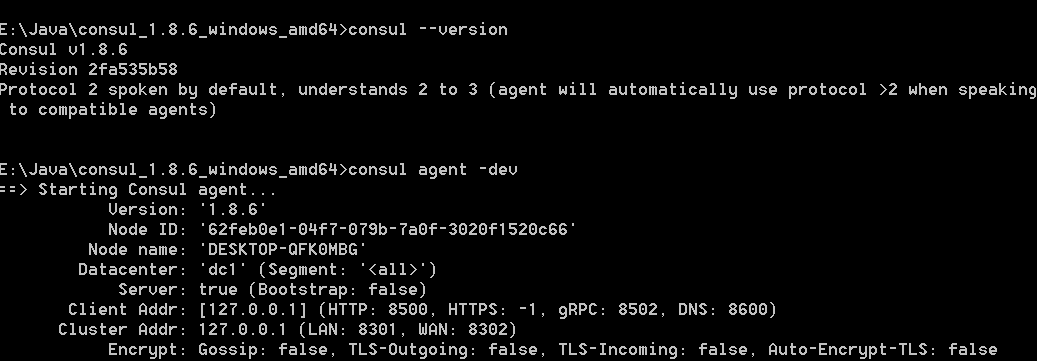 E:\Java\consul_1.8.6_windows_amd64>consul --version
Consul v1.8.6
Revision 2fa535b58
Protocol 2 spoken by default, understands 2 to 3 (agent will automatically use protocol >2 when speaking
 to compatible agents)
E:\Java\consul_1.8.6_windows_amd64>consul agent -dev
==> Starting Consul agent...
Version: '1.8.6'
Node ID: '62feb0e1-04f7-079b-7a0f-3020f1520c66'
Node name: 'DESKTOP-QFK0MBG'
Datacenter: 'dc1' (Segment: '<all>')
Server: true (Bootstrap: false)
Client Addr: [127.0.0.1] (HTTP: 8500, HTTPS: -1, gRPC: 8502, DNS: 8600)
Cluster Addr: 127.0.0.1 (LAN: 8301, WAN: 8302)
Encrypt: Gossip: false, TLS-Outgoing: false, TLS-Incoming: false, Auto-Encrypt-TLS: false